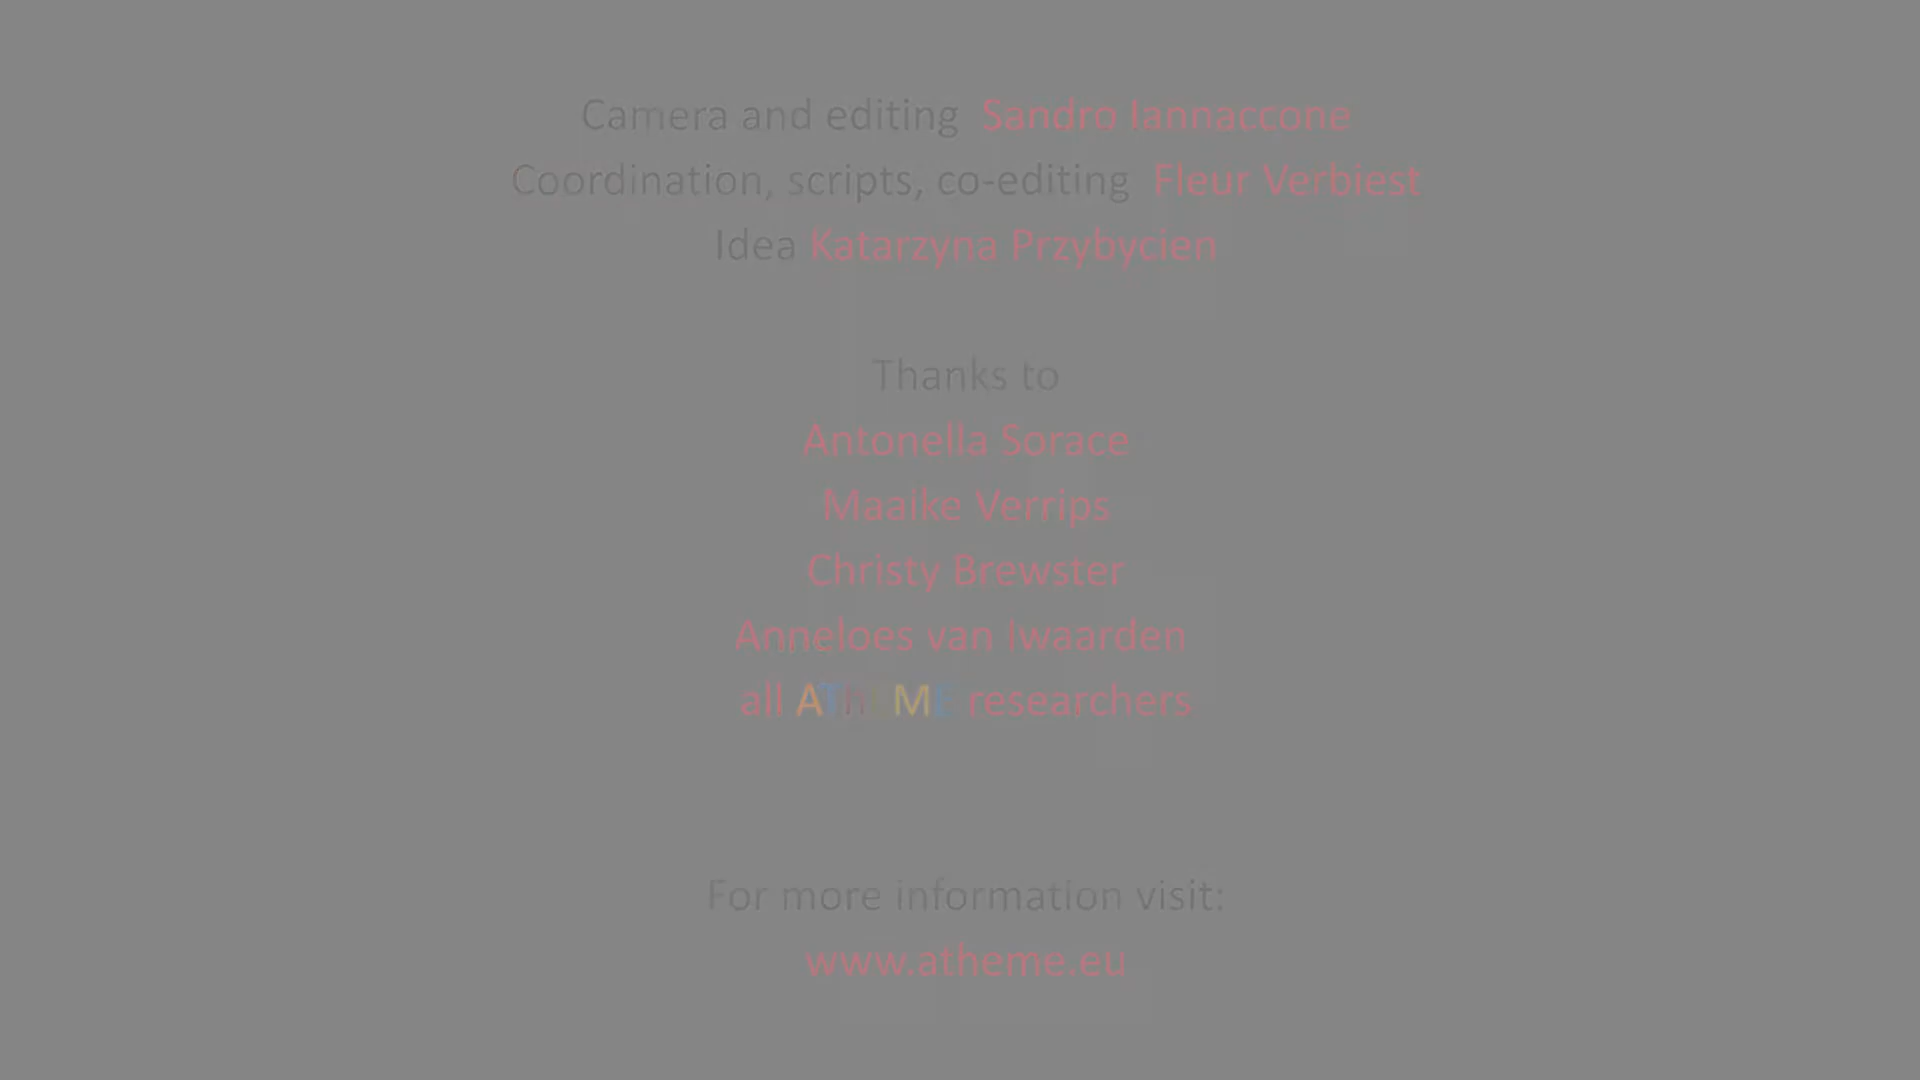 Camera and editing Sandro Iannaccone
Coordination, scripts, co-editing Fleur Verbiest
Idea Katarzyna Przybycien
Thanks to
Antonella Sorace
Maaike Verrips
Christy Brewster
Anneloes van Iwaarden
all AThEME researchers
For more information visit:
www.atheme.eu